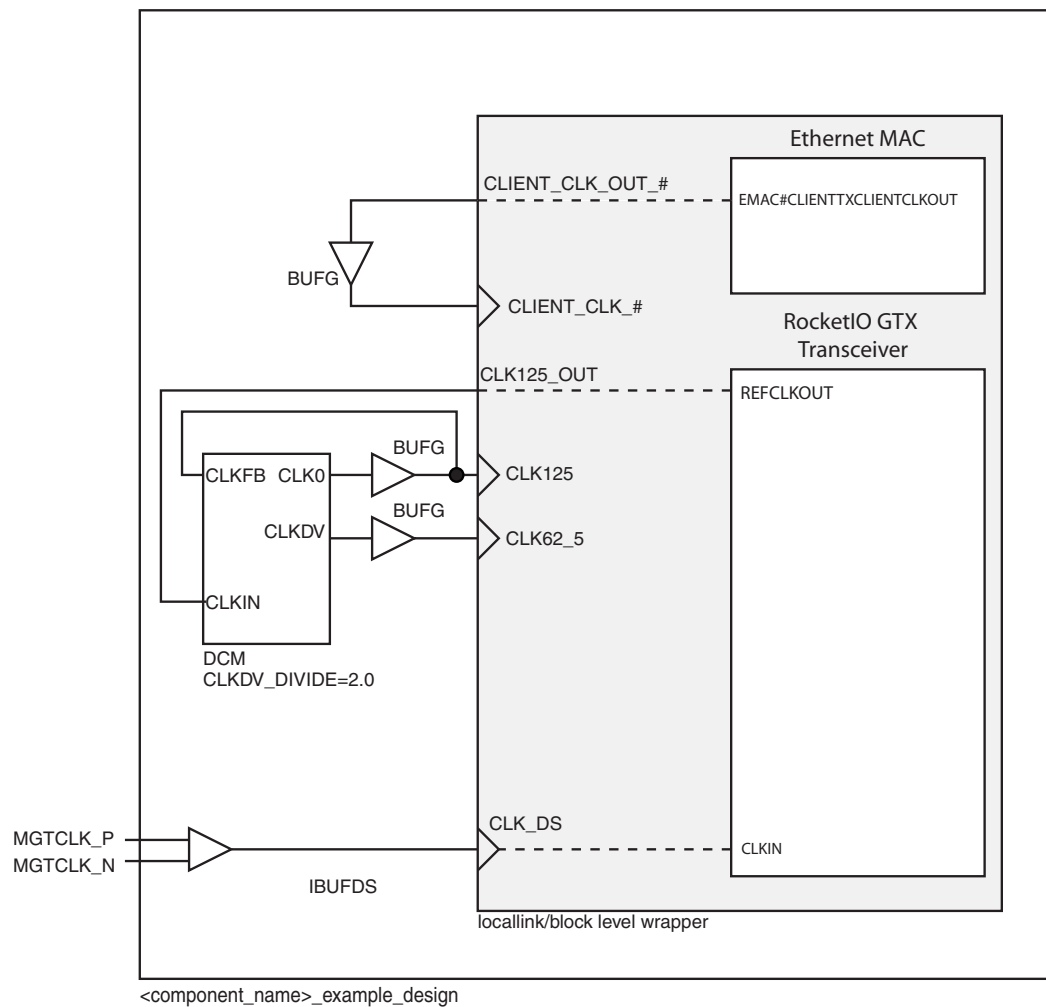 Ethernet MAC
CLIENT_CLK_OUT_#
EMAC#CLIENTTXCLIENTCLKOUT
BUFG
CLIENT_CLK_#
RocketIO GTX
Transceiver
CLK125_OUT
REFCLKOUT
BUFG
CLKFB CLK0
CLK125
BUFG
CLKDV
CLK62_5
CLKIN
DCM
CLKDV_DIVIDE=2.0
CLK_DS
MGTCLK_P
MGTCLK_N
CLKIN
IBUFDS
locallink/block level wrapper
<component_name>_example_design